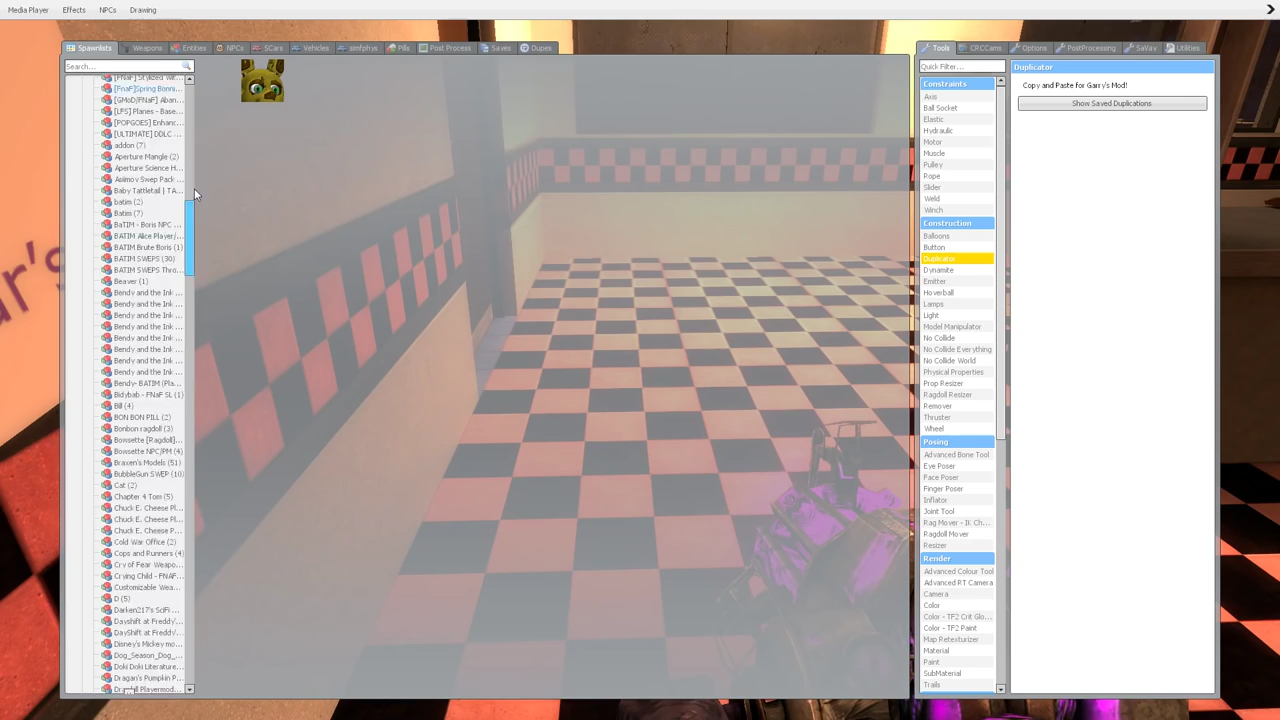 Media Player Effects NPCs Drawing
Spawnlists Weapons Entities NPCs SCars Vehicles simfphys Pills Post Process Saves Dupes
Search...
[FnaF]Spring Bonni...
[GMoD/FNaF] Aban...
[LFS] Planes - Base...
[POPGOES] Enhanc...
[ULTIMATE] DDLC
addon (7)
Aperture Mangle (2)
Aperture Science H...
Asiimov Swep Pack
Baby Tattletail | TA...
batim (2)
Batim (7)
BaTIM - Boris NPC ...
BATIM Alice Player/...
BATIM Brute Boris (1)
BATIM SWEPS (30)
BATIM SWEPS Thro...
Beaver (1)
Bendy and the Ink ...
Bendy and the Ink ...
Bendy and the Ink ...
Bendy and the Ink ...
Bendy and the Ink ...
Bendy and the Ink ...
Bendy and the Ink ...
Bendy and the Ink ...
Bendy- BATIM (Pla...
Bidybab - FNaF SL (1)
Bill (4)
BON BON PILL (2)
Bonbon ragdoll (3)
Bowsette [Ragdoll]...
Bowsette NPC/PM (4)
Braxen's Models (51)
BubbleGun SWEP (10)
Cat (2)
Chapter 4 Tom (5)
Chuck E. Cheese Pl...
Chuck E. Cheese Pl...
Chuck E. Cheese P...
Cold War Office (2)
Cops and Runners (4)
Cry of Fear Weapo...
Crying Child - FNAF...
Customizable Wea...
D (5)
Darken217's SciFi ...
Dayshift at Freddy'...
DayShift at Freddy'...
Disney's Mickey mo...
Dog_Season_Dog_...
Doki Doki Literature...
Dragan's Pumpkin P...
Tools CRCCams Options PostProcessing SaVav Utilities
Quick Filter...
Constraints
Axis
Ball Socket
Elastic
Hydraulic
Motor
Muscle
Pulley
Rope
Slider
Weld
Winch
Construction
Balloons
Button
Duplicator
Dynamite
Emitter
Hoverball
Lamps
Light
Model Manipulator
No Collide
No Collide Everything
No Collide World
Physical Properties
Prop Resizer
Ragdoll Resizer
Remover
Thruster
Wheel
Posing
Advanced Bone Tool
Eye Poser
Face Poser
Finger Poser
Inflator
Joint Tool
Rag Mover - IK Ch...
Ragdoll Mover
Resizer
Render
Advanced Colour Tool
Advanced RT Camera
Camera
Color
Color - TF2 Crit Glo...
Color - TF2 Paint
Map Retexturizer
Material
Paint
SubMaterial
Trails
Duplicator
Copy and Paste for Garry's Mod!
Show Saved Duplications
ar's